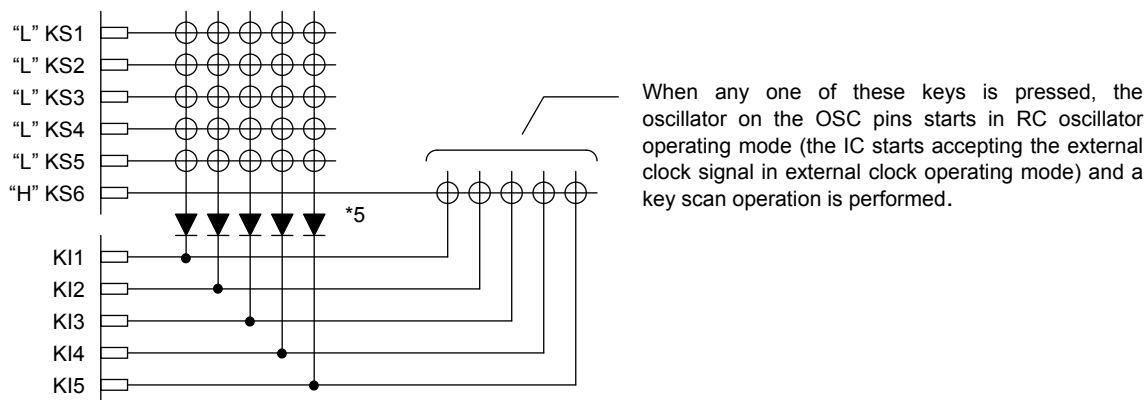 “L” KS1
“L” KS2
“L” KS3
“L” KS4
“L” KS5
“H” KS6
*5
KI1
KI2
KI3
KI4
KI5
When any one of these keys is pressed, the
oscillator on the OSC pins starts in RC oscillator
operating mode (the IC starts accepting the external
clock signal in external clock operating mode) and a
key scan operation is performed.